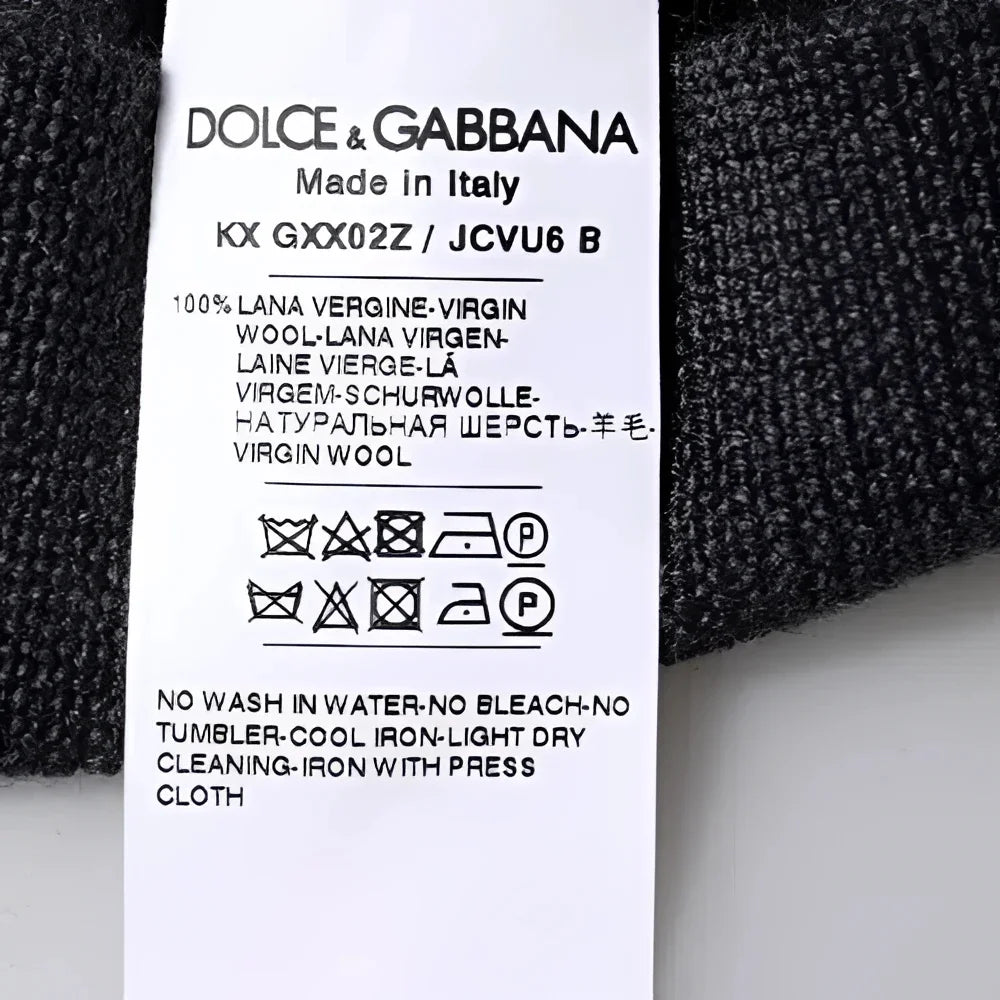 DOLCE & GABBANA
Made in Italy
KX GXX02Z / JCVU6 B
100% LANA VERGINE-VIRGIN
WOOL-LANA VIRGEN-
LAINE VIERGE-LÁ
VIRGEM-SCHURWOLLE-
НАТУРАЛЬНАЯ ШЕРСТЬ-羊毛-
VIRGIN WOOL
P
P
NO WASH IN WATER-NO BLEACH-NO
TUMBLER-COOL IRON-LIGHT DRY
CLEANING-IRON WITH PRESS
CLOTH